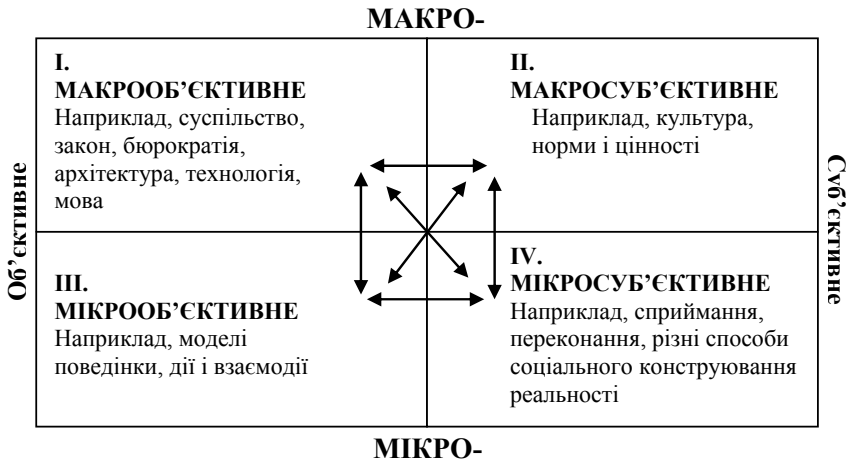 МАКРО-
I.
МАКРООБ’ЄКТИВНЕ
Наприклад, суспільство,
закон, бюрократія,
архітектура, технологія,
мова
II.
МАКРОСУБ’ЄКТИВНЕ
Наприклад, культура,
норми і цінності
Об’єктивне
Суб’єктивне
III.
МІКРООБ’ЄКТИВНЕ
Наприклад, моделі
поведінки, дії і взаємодії
IV.
МІКРОСУБ’ЄКТИВНЕ
Наприклад, сприймання,
переконання, різні способи
соціального конструювання
реальності
МІКРО-